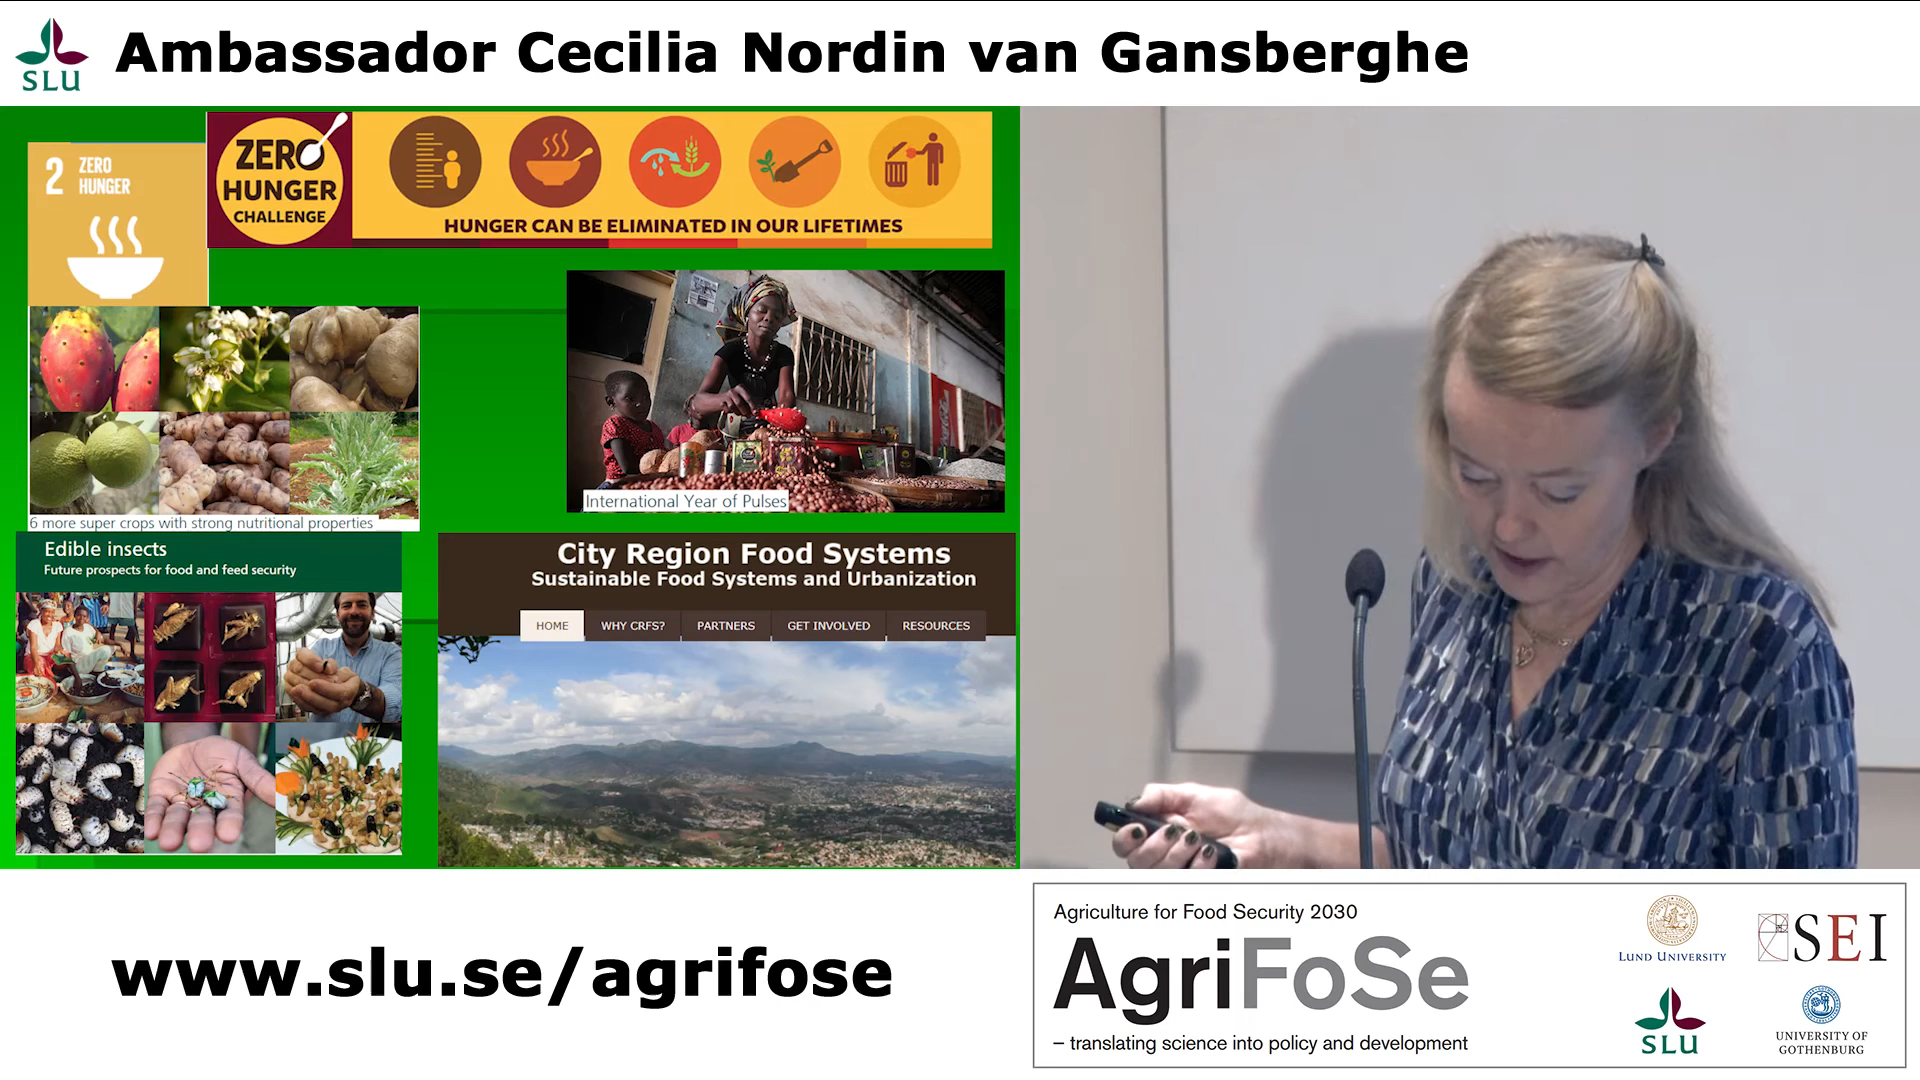 SLU
Ambassador Cecilia Nordin van Gansberghe
2 ZERO
HUNGER
ZERO
HUNGER
CHALLENGE
HUNGER CAN BE ELIMINATED IN OUR LIFETIMES
International Year of Pulses
6 more super crops with strong nutritional properties
Edible insects
Future prospects for food and feed security
City Region Food Systems
Sustainable Food Systems and Urbanization
HOME WHY CRFS? PARTNERS GET INVOLVED RESOURCES
www.slu.se/agrifose
Agriculture for Food Security 2030
AgriFoSe
– translating science into policy and development
LUND UNIVERSITY
SEI
SLU
UNIVERSITY OF
GOTHENBURG